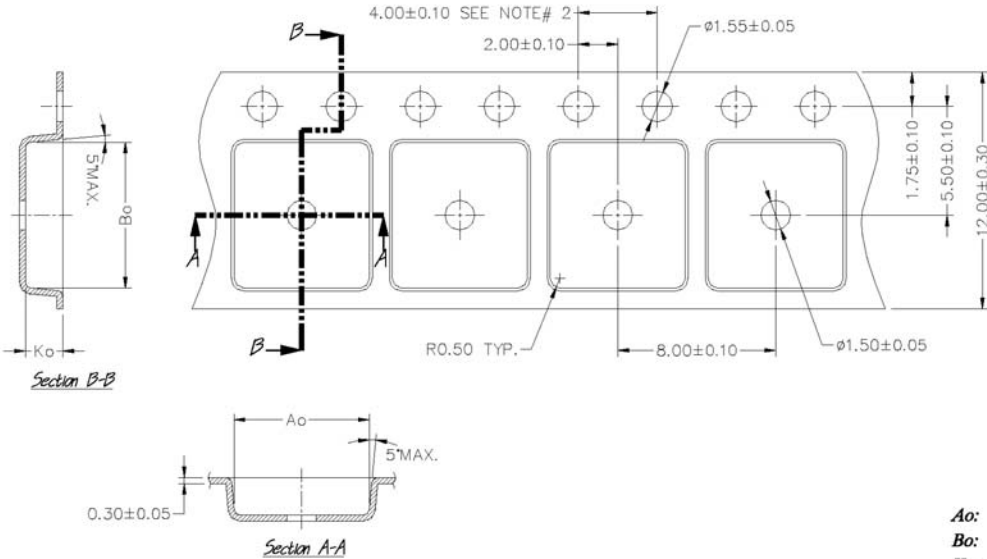 4.00±0.10 SEE NOTE# 2
B
2.00±0.10
ø1.55±0.05
5°MAX.
Bo
1.75±0.10
5.50±0.10
12.00±0.30
A
A
Ko
B
R0.50 TYP.
8.00±0.10
ø1.50±0.05
Section B-B
Ao
5°MAX.
0.30±0.05
Section A-A
Ao:
Bo: